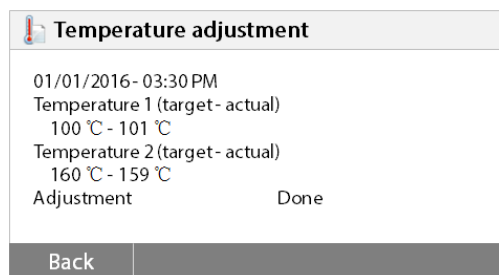 Temperature adjustment
01/01/2016 - 03:30 PM
Temperature 1 (target - actual)
100 ℃ - 101 ℃
Temperature 2 (target - actual)
160 ℃ - 159 ℃
Adjustment Done
Back